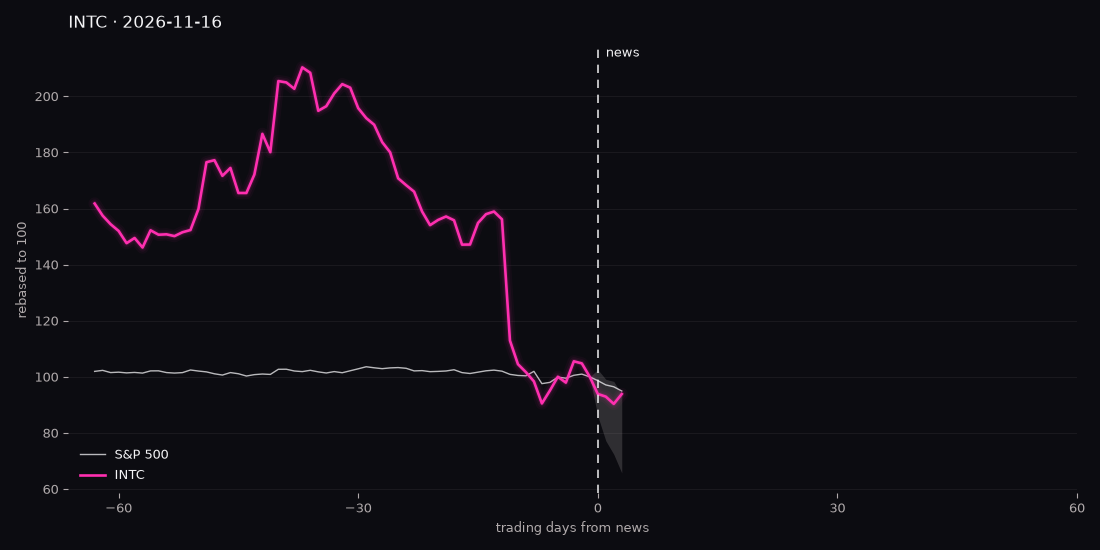 INTC · 2026-11-16
news
200
180
160
140
120
100
80
60
rebased to 100
S&P 500
INTC
−60
−30
0
30
60
trading days from news